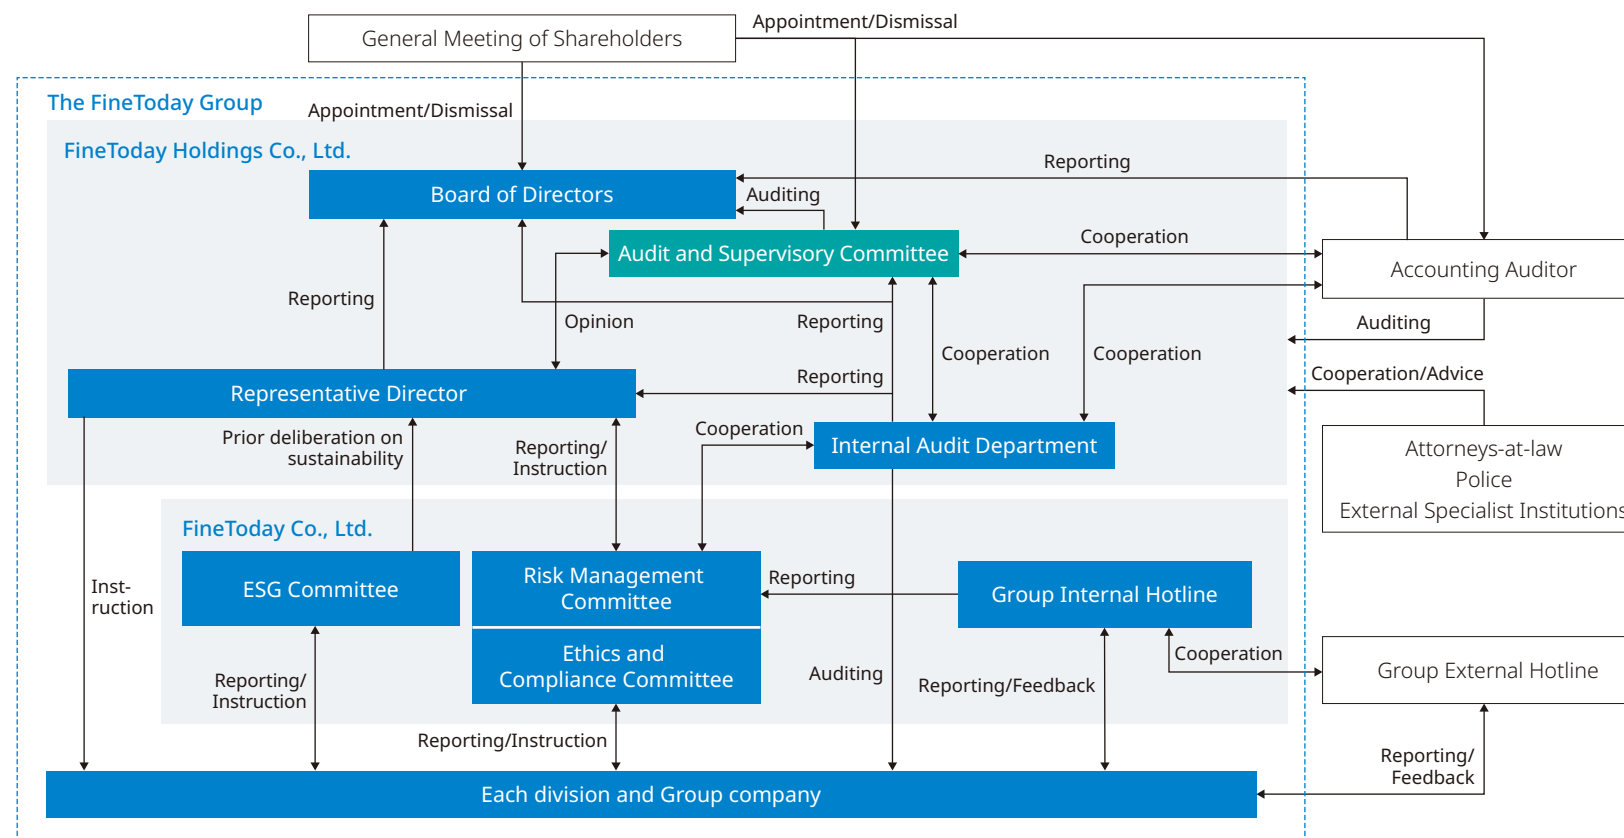 Appointment/Dismissal
General Meeting of Shareholders
The FineToday Group
Appointment/Dismissal
FineToday Holdings Co., Ltd.
Reporting
Board of Directors
Auditing
Audit and Supervisory Committee
Cooperation
Accounting Auditor
Reporting
Opinion
Reporting
Auditing
Cooperation
Cooperation
Reporting
Cooperation/Advice
Representative Director
Prior deliberation on
sustainability
Reporting/
Instruction
Cooperation
Internal Audit Department
Attorneys-at-law
Police
External Specialist Institutions
FineToday Co., Ltd.
Inst-
ruction
ESG Committee
Risk Management
Committee
Reporting
Group Internal Hotline
Ethics and
Compliance Committee
Cooperation
Group External Hotline
Reporting/
Instruction
Auditing
Reporting/Feedback
Reporting/Instruction
Reporting/
Feedback
Each division and Group company